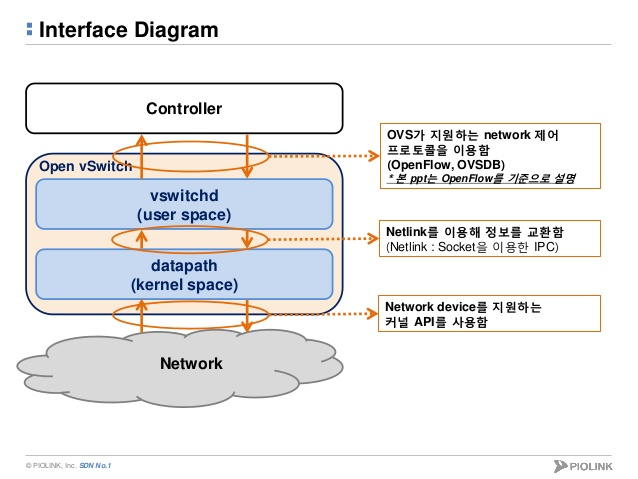 Interface Diagram
Controller
OVS가 지원하는 network 제어
프로토콜을 이용함
(OpenFlow, OVSDB)
* 본 ppt는 OpenFlow를 기준으로 설명
Open vSwitch
vswitchd
(user space)
Netlink를 이용해 정보를 교환함
(Netlink : Socket을 이용한 IPC)
datapath
(kernel space)
Network device를 지원하는
커널 API를 사용함
Network
© PIOLINK, Inc. SDN No.1
PIOLINK